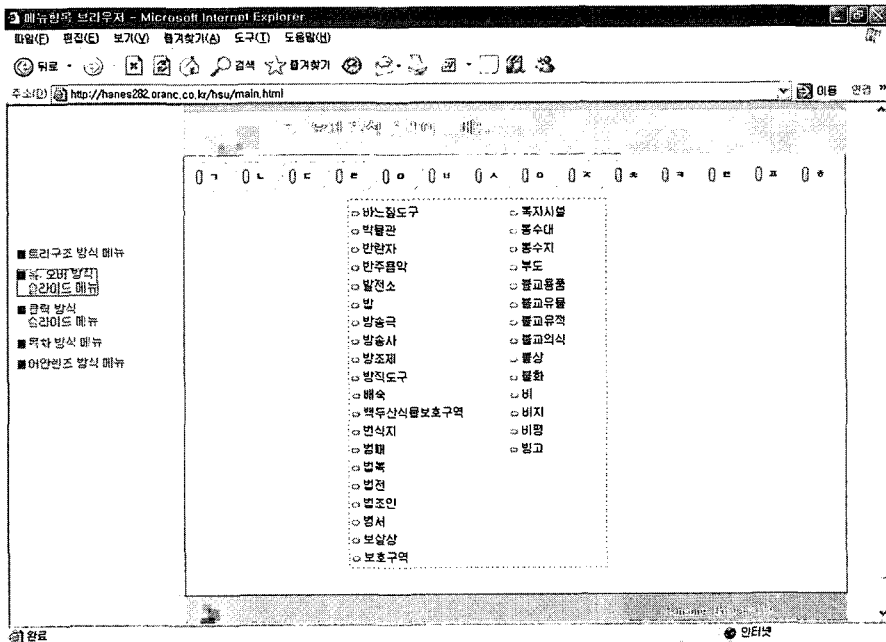 메뉴항목 브라우저 - Microsoft Internet Explorer
파일(F) 편집(E) 보기(V) 즐겨찾기(A) 도구(T) 도움말(H)
뒤로 검색 즐겨찾기
주소(D) http://hanes282.oranc.co.kr/hsu/main.html 이동 연결 »
ㄱ ㄴ ㄷ ㄹ ㅁ ㅂ ㅅ ㅇ ㅈ ㅊ ㅋ ㅌ ㅍ ㅎ
■ 트리구조 방식 메뉴
오버 방식
슬라이드 메뉴
■ 클릭 방식
슬라이드 메뉴
■ 목차 방식 메뉴
■ 어안렌즈 방식 메뉴
바느질도구
박물관
반란자
반주음악
발전소
밥
방송극
방송사
방조제
방직도구
배숙
백두산식물보호구역
번식지
범패
법복
법전
법조인
병서
보살상
보호구역
복지시설
봉수대
봉수지
부도
불교용품
불교유물
불교유적
불교의식
불상
불화
비
비지
비평
빙고
완료 인터넷